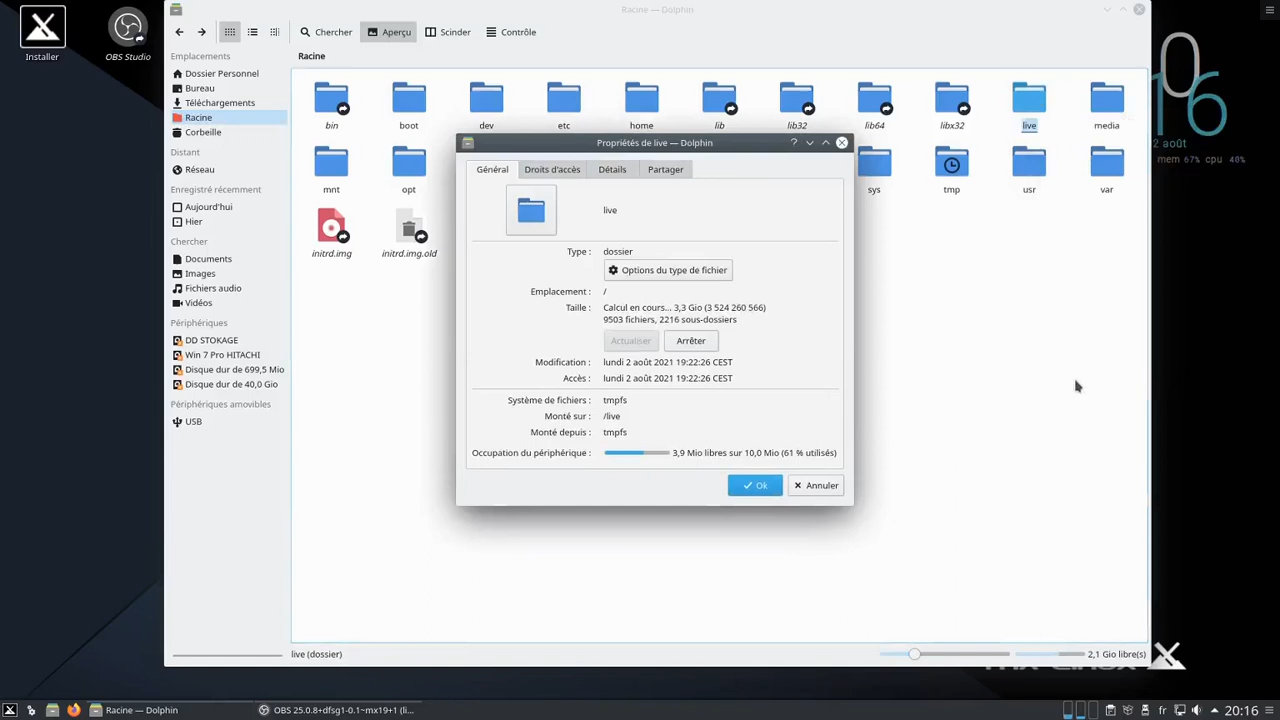 Racine — Dolphin
Installer
OBS Studio
Chercher
Aperçu
Scinder
Contrôle
Emplacements
Dossier Personnel
Bureau
Téléchargements
Racine
Corbeille
Distant
Réseau
Enregistré récemment
Aujourd'hui
Hier
Chercher
Documents
Images
Fichiers audio
Vidéos
Périphériques
DD STOKAGE
Win 7 Pro HITACHI
Disque dur de 699,5 Mio
Disque dur de 40,0 Gio
Périphériques amovibles
USB
Racine
bin
boot
dev
etc
home
lib
lib32
lib64
libx32
live
media
mnt
opt
sys
tmp
usr
var
initrd.img
initrd.img.old
Propriétés de live — Dolphin
?
Général
Droits d'accès
Détails
Partager
live
Type : dossier
Options du type de fichier
Emplacement : /
Taille : Calcul en cours... 3,3 Gio (3 524 260 566)
9503 fichiers, 2216 sous-dossiers
Actualiser
Arrêter
Modification : lundi 2 août 2021 19:22:26 CEST
Accès : lundi 2 août 2021 19:22:26 CEST
Système de fichiers : tmpfs
Monté sur : /live
Monté depuis : tmpfs
Occupation du périphérique : 3,9 Mio libres sur 10,0 Mio (61 % utilisés)
Ok
Annuler
live (dossier)
2,1 Gio libre(s)
2 août
mem 67% cpu 40%
Racine — Dolphin
OBS 25.0.8+dfsg1-0.1~mx19+1 (li...
fr
20:16